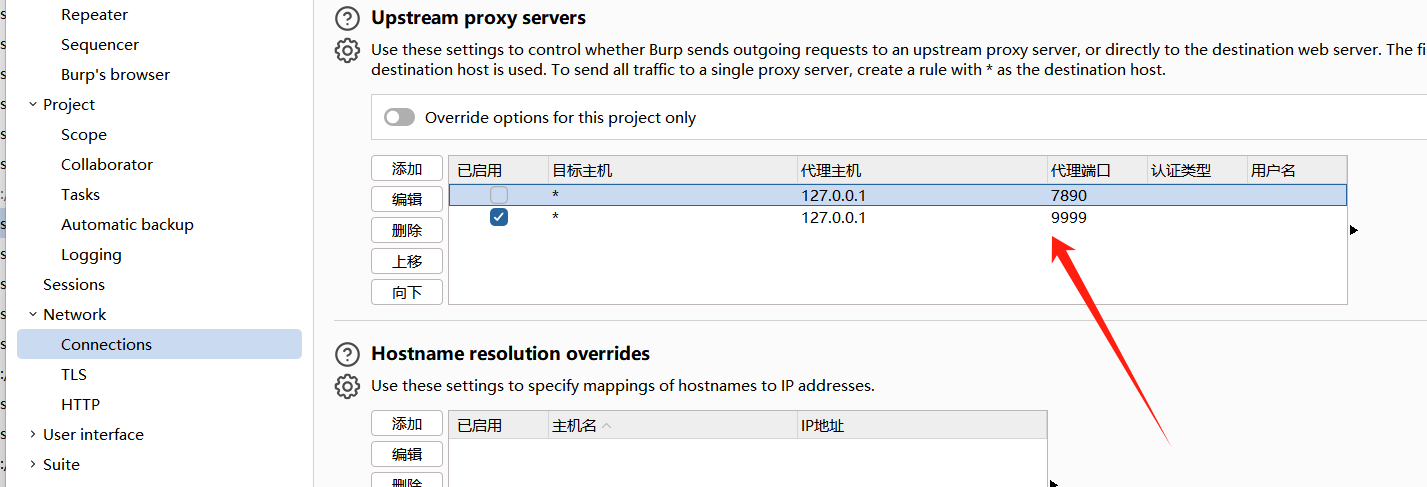 Repeater
Sequencer
Burp's browser
Project
Scope
Collaborator
Tasks
Automatic backup
Logging
Sessions
Network
Connections
TLS
HTTP
User interface
Suite
Upstream proxy servers
Use these settings to control whether Burp sends outgoing requests to an upstream proxy server, or directly to the destination web server. The fi
destination host is used. To send all traffic to a single proxy server, create a rule with * as the destination host.
Override options for this project only
添加
编辑
删除
上移
向下
已启用 目标主机 代理主机 代理端口 认证类型 用户名
* 127.0.0.1 7890
* 127.0.0.1 9999
Hostname resolution overrides
Use these settings to specify mappings of hostnames to IP addresses.
添加
编辑
删除
已启用 主机名 IP地址